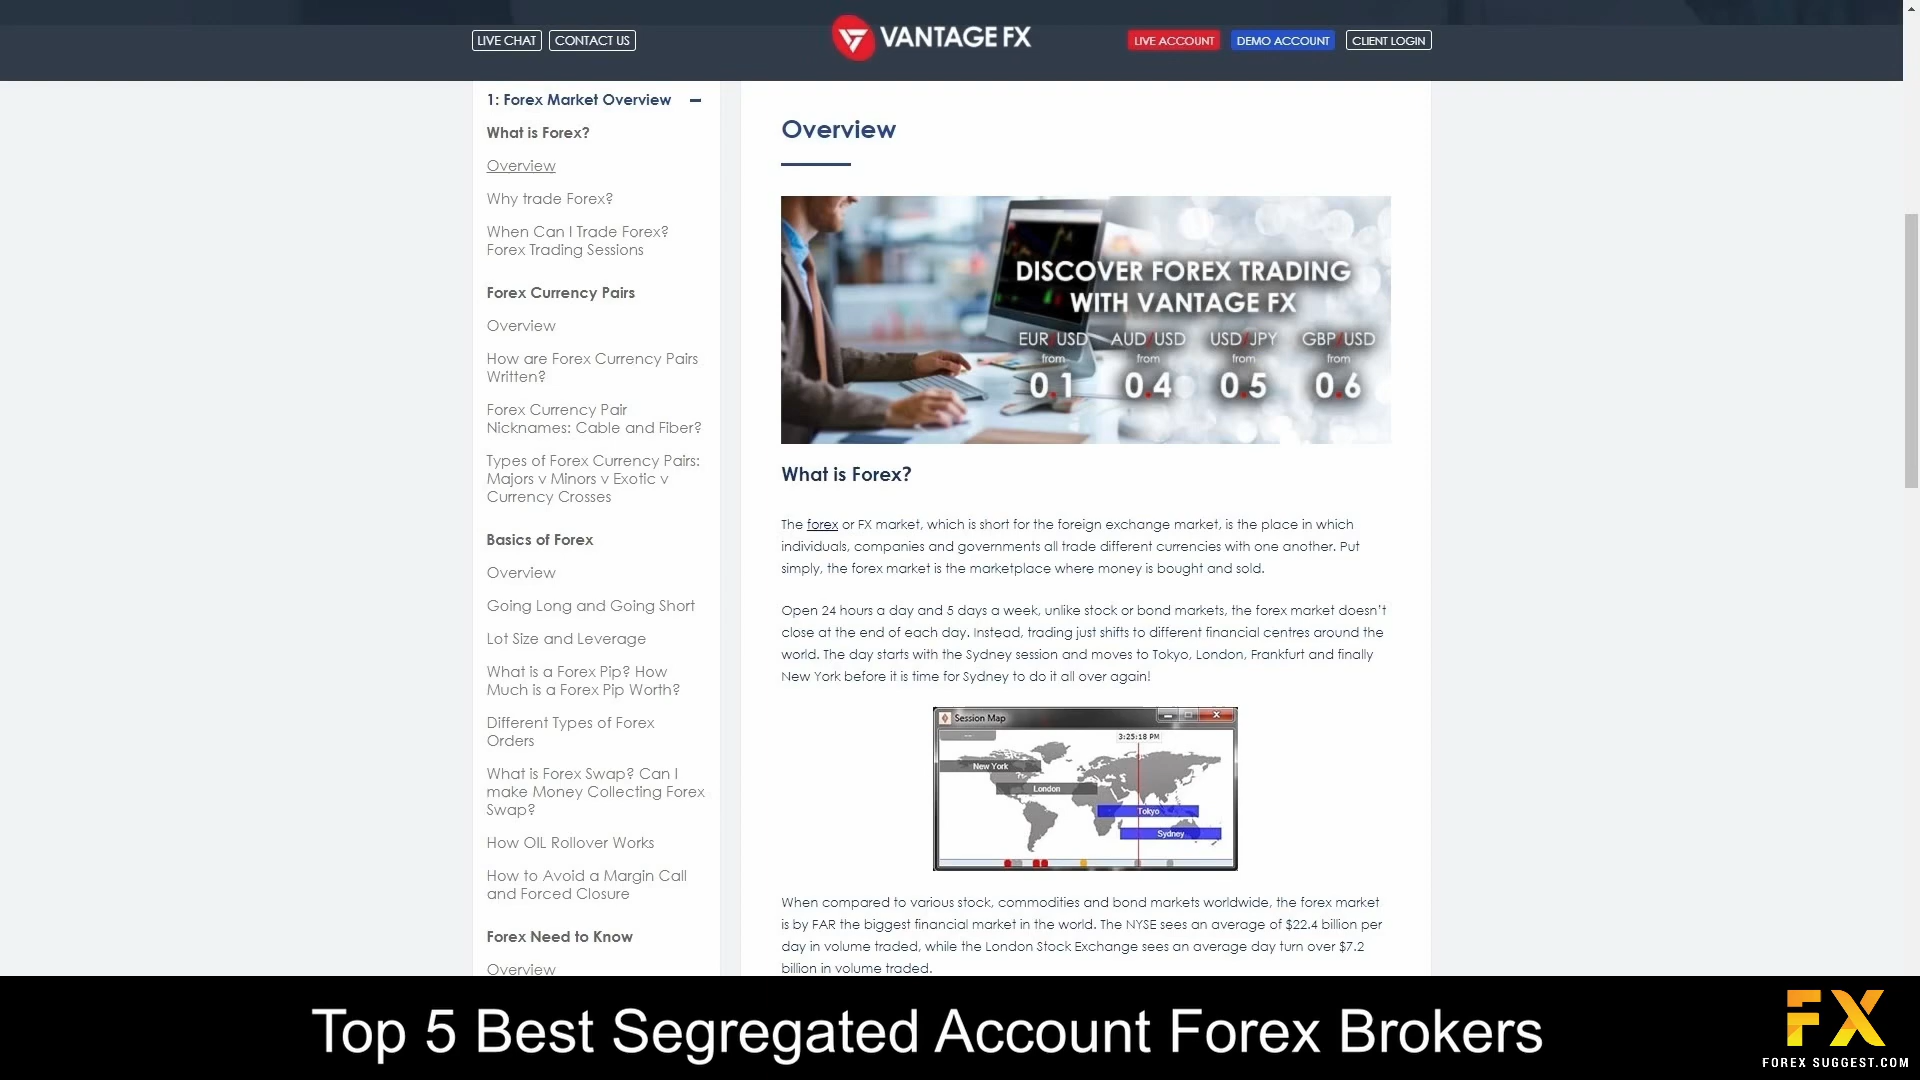 LIVE CHAT CONTACT US VANTAGE FX LIVE ACCOUNT DEMO ACCOUNT CLIENT LOGIN
1: Forex Market Overview
What is Forex?
Overview
Why trade Forex?
When Can I Trade Forex?
Forex Trading Sessions
Forex Currency Pairs
Overview
How are Forex Currency Pairs
Written?
Forex Currency Pair
Nicknames: Cable and Fiber?
Types of Forex Currency Pairs:
Majors v Minors v Exotic v
Currency Crosses
Basics of Forex
Overview
Going Long and Going Short
Lot Size and Leverage
What is a Forex Pip? How
Much is a Forex Pip Worth?
Different Types of Forex
Orders
What is Forex Swap? Can I
make Money Collecting Forex
Swap?
How OIL Rollover Works
How to Avoid a Margin Call
and Forced Closure
Forex Need to Know
Overview
Overview
DISCOVER FOREX TRADING
WITH VANTAGE FX
EUR/USD AUD/USD USD/JPY GBP/USD
from from from from
0.1 0.4 0.5 0.6
What is Forex?
The forex or FX market, which is short for the foreign exchange market, is the place in which
individuals, companies and governments all trade different currencies with one another. Put
simply, the forex market is the marketplace where money is bought and sold.
Open 24 hours a day and 5 days a week, unlike stock or bond markets, the forex market doesn't
close at the end of each day. Instead, trading just shifts to different financial centres around the
world. The day starts with the Sydney session and moves to Tokyo, London, Frankfurt and finally
New York before it is time for Sydney to do it all over again!
Session Map
3:25:18 PM
New York
London
Tokyo
Sydney
When compared to various stock, commodities and bond markets worldwide, the forex market
is by FAR the biggest financial market in the world. The NYSE sees an average of $22.4 billion per
day in volume traded, while the London Stock Exchange sees an average day turn over $7.2
billion in volume traded.
Top 5 Best Segregated Account Forex Brokers
FX
FOREX SUGGEST.COM